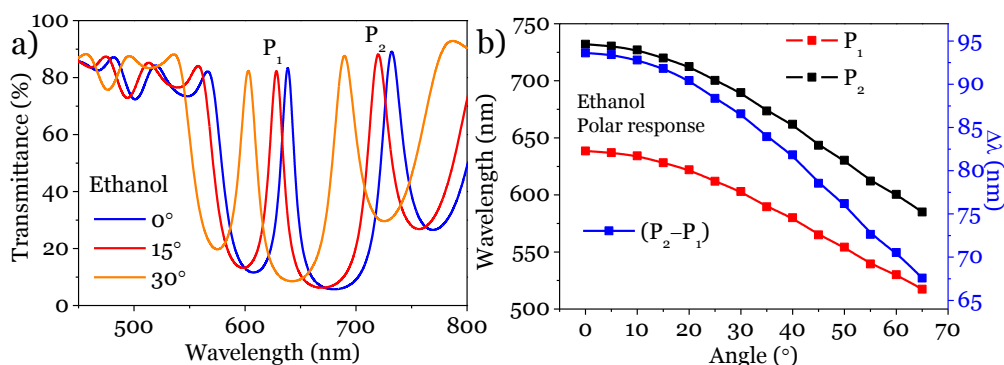 a)
Transmittance (%)
100
80
60
40
20
0
P₁
P₂
Ethanol
0°
15°
30°
500
600
700
800
Wavelength (nm)
b)
Wavelength (nm)
750
700
650
600
550
500
P₁
P₂
Ethanol
Polar response
(P₂–P₁)
0
10
20
30
40
50
60
70
Angle (°)
95
90
85
80
75
70
65
Δλ (nm)